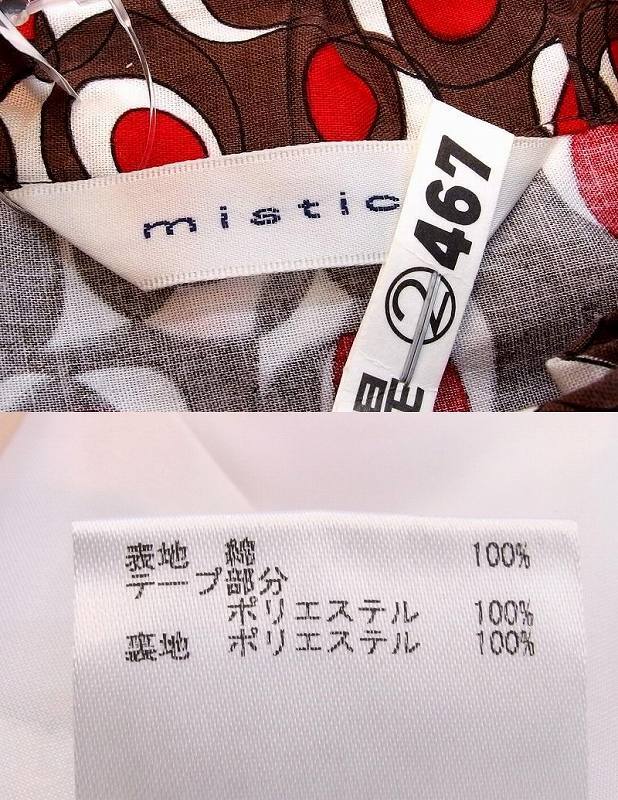 mistic
②467
表地 綿 100%
テープ部分
ポリエステル 100%
裏地 ポリエステル 100%